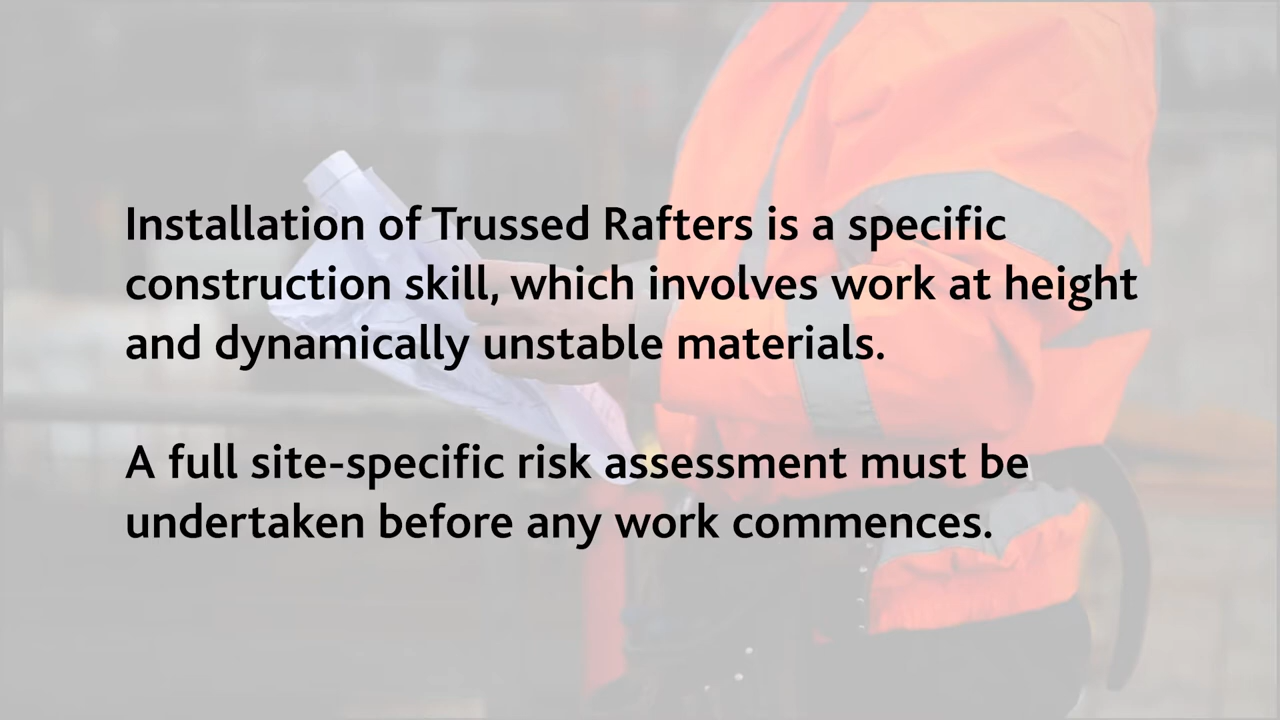 Installation of Trussed Rafters is a specific
construction skill, which involves work at height
and dynamically unstable materials.
A full site-specific risk assessment must be
undertaken before any work commences.